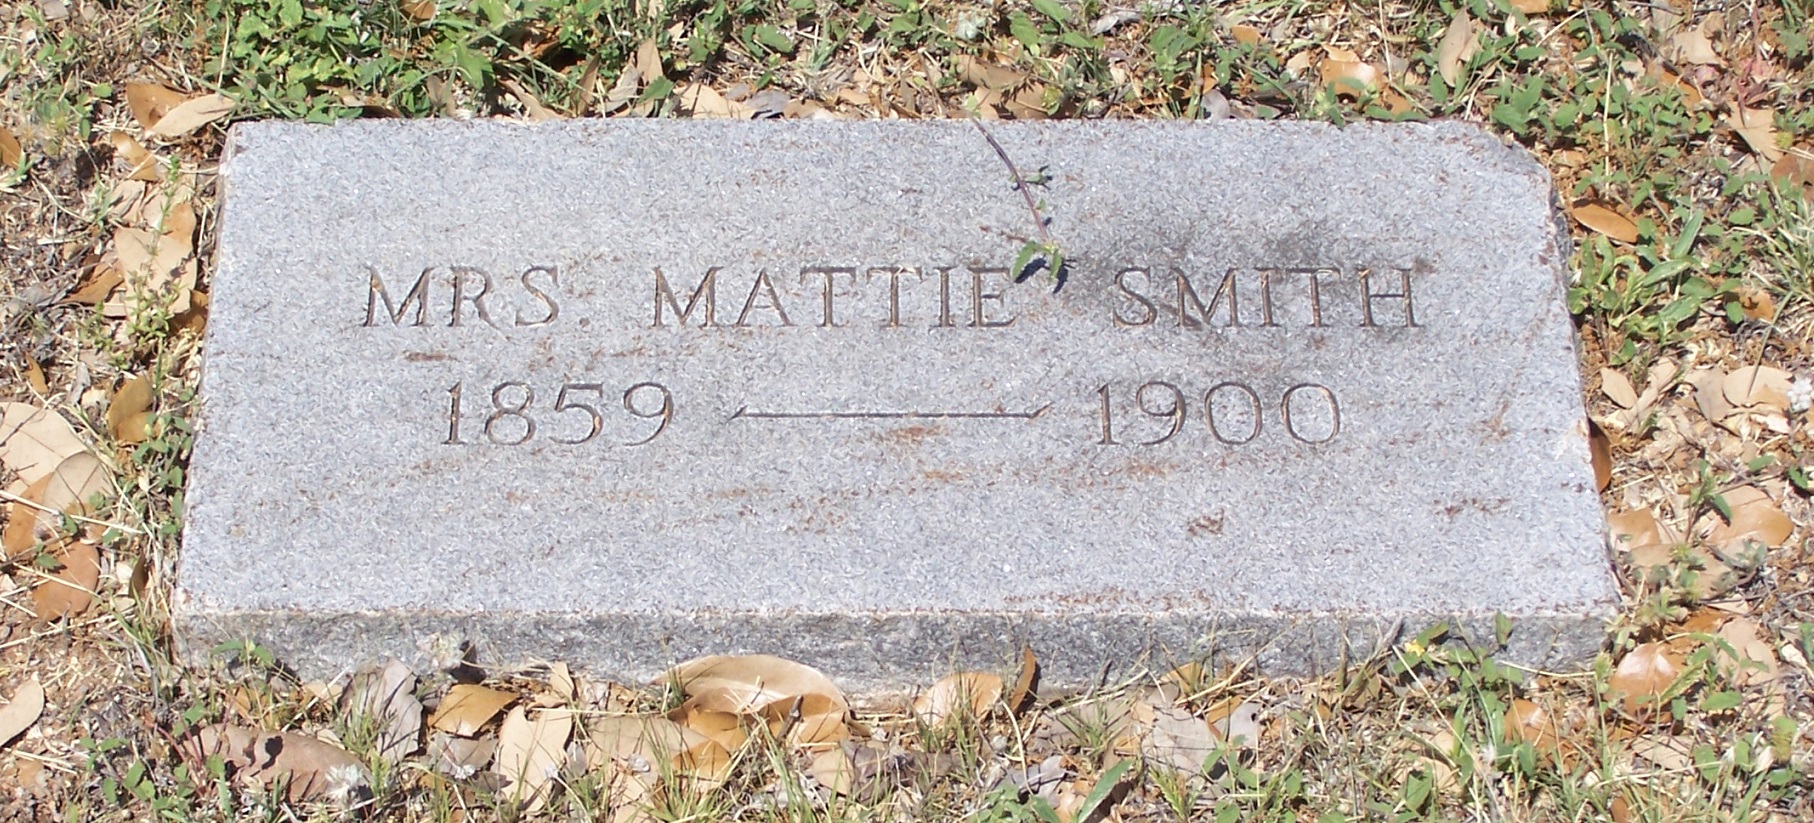 MRS. MATTIE SMITH
1859 — 1900